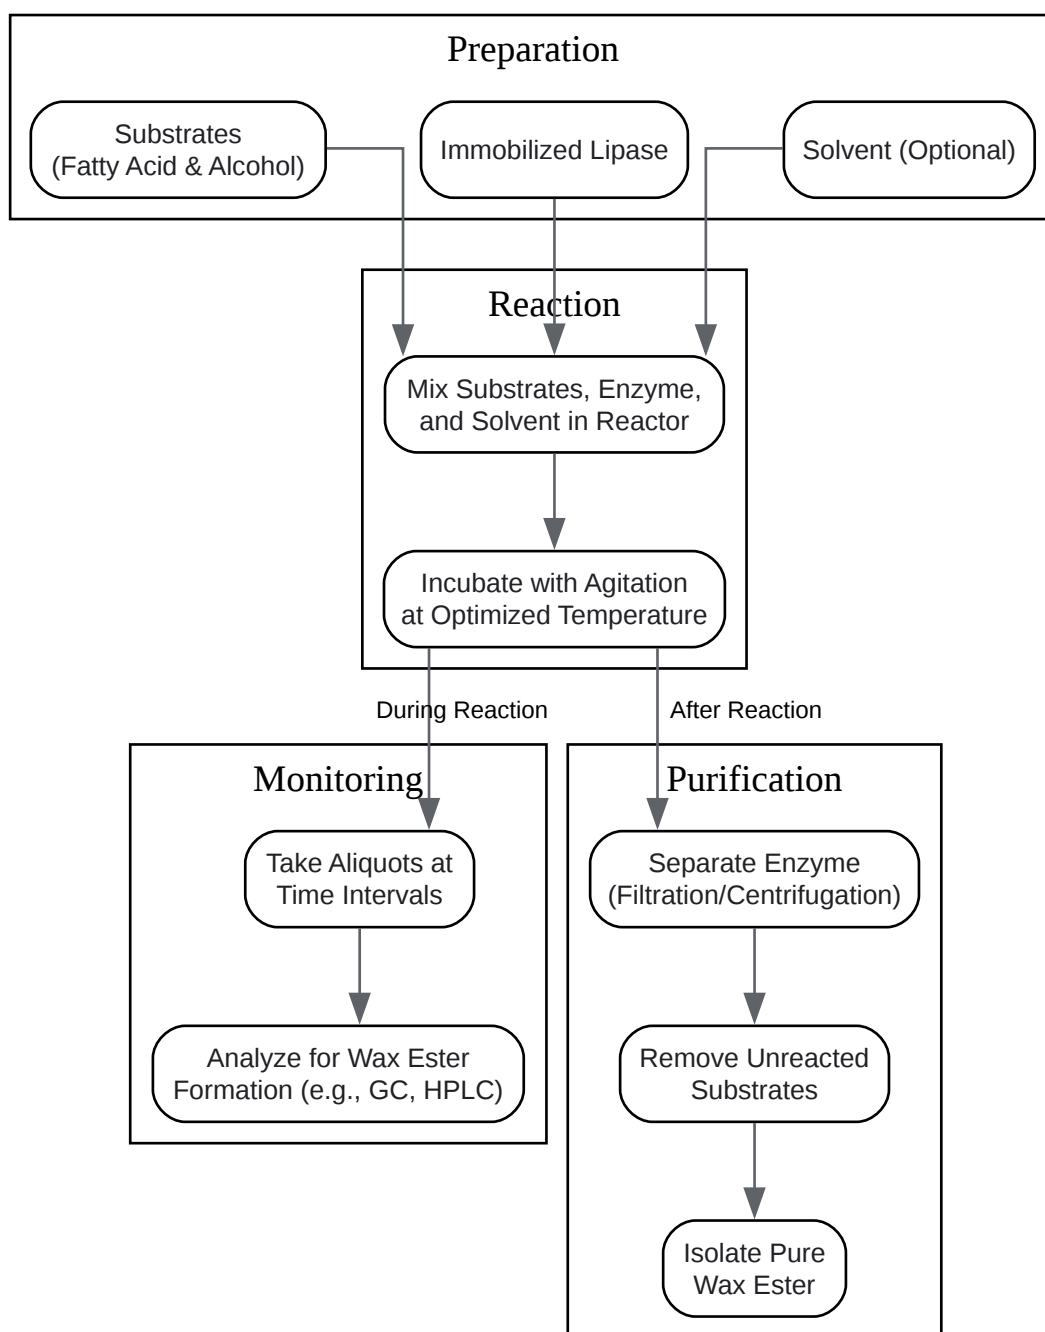 Preparation
Substrates
(Fatty Acid & Alcohol)
Immobilized Lipase
Solvent (Optional)
Reaction
Mix Substrates, Enzyme,
and Solvent in Reactor
Incubate with Agitation
at Optimized Temperature
During Reaction
After Reaction
Monitoring
Take Aliquots at
Time Intervals
Analyze for Wax Ester
Formation (e.g., GC, HPLC)
Purification
Separate Enzyme
(Filtration/Centrifugation)
Remove Unreacted
Substrates
Isolate Pure
Wax Ester